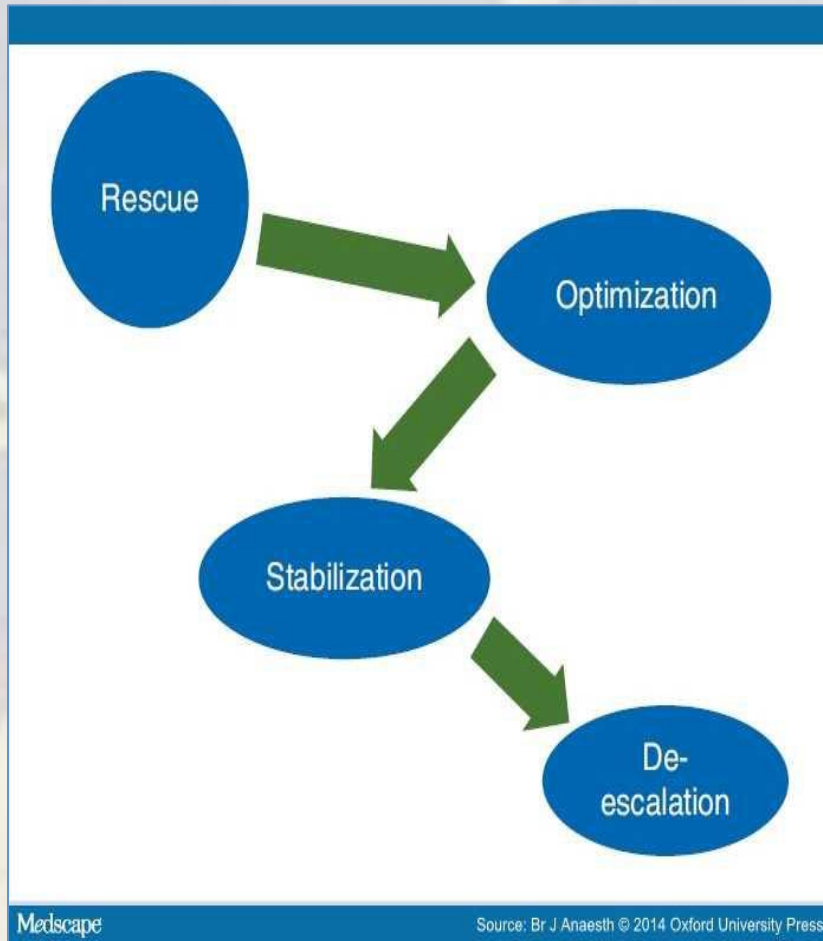 Rescue
Optimization
Stabilization
De-
escalation
Medscape
Source: Br J Anaesth © 2014 Oxford University Press